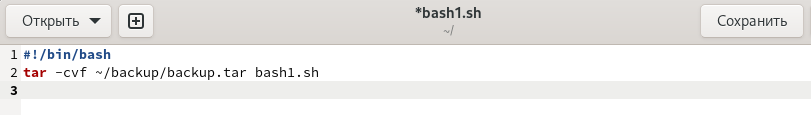 Открыть
*bash1.sh
~/
Сохранить
1 #!/bin/bash
2 tar -cvf ~/backup/backup.tar bash1.sh
3